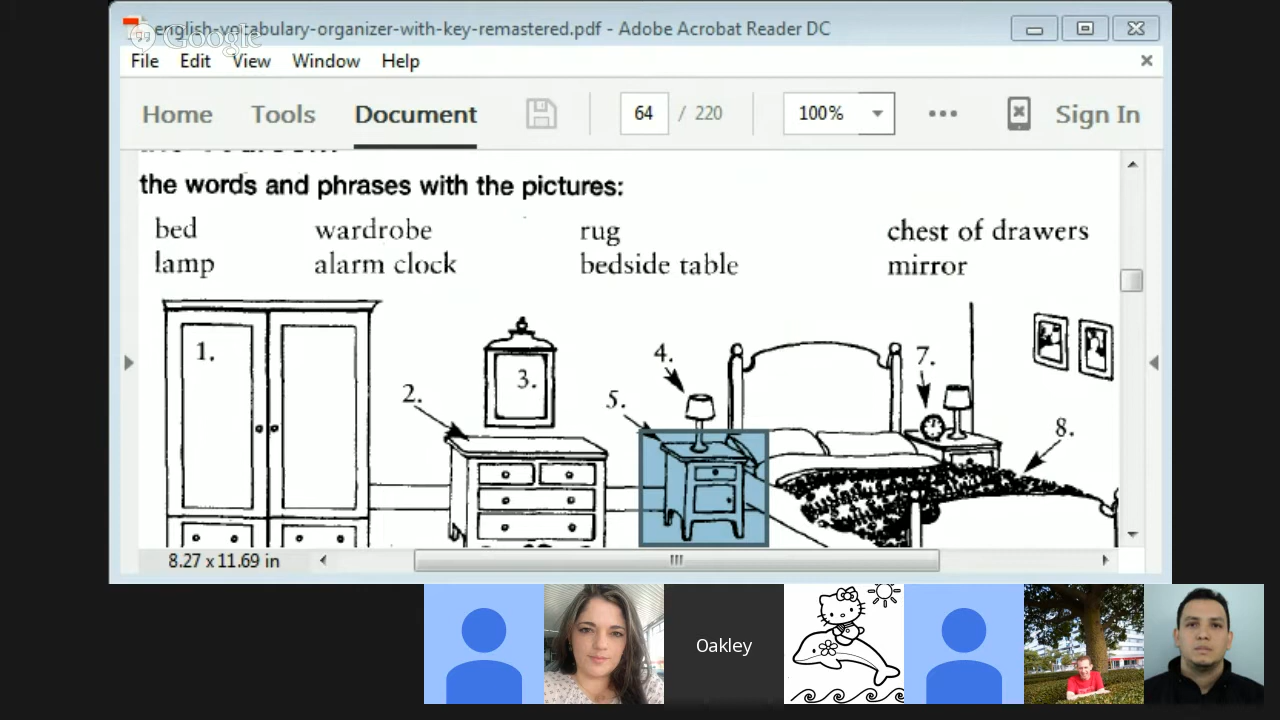 english-vocabulary-organizer-with-key-remastered.pdf - Adobe Acrobat Reader DC
Google
File Edit View Window Help
Home Tools Document 64 / 220 100% Sign In
the words and phrases with the pictures:
bed wardrobe rug chest of drawers
lamp alarm clock bedside table mirror
1.
2.
3.
4.
5.
7.
8.
8.27 x 11.69 in
Oakley